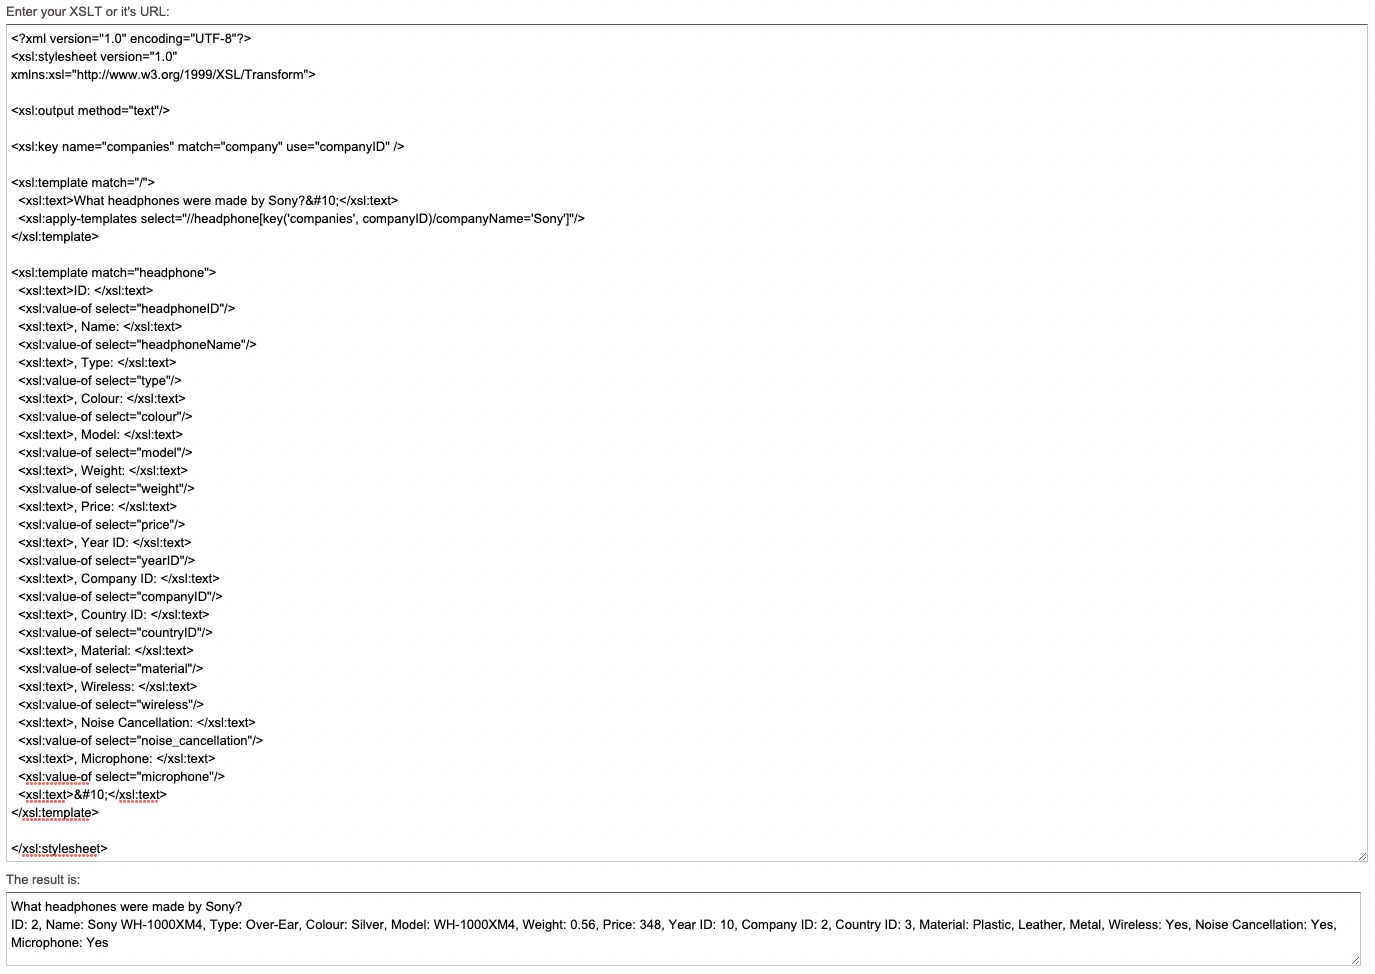 Enter your XSLT or it's URL:
<?xml version="1.0" encoding="UTF-8"?>
<xsl:stylesheet version="1.0"
xmlns:xsl="http://www.w3.org/1999/XSL/Transform">
<xsl:output method="text"/>
<xsl:key name="companies" match="company" use="companyID" />
<xsl:template match="/">
<xsl:text>What headphones were made by Sony?&#10;</xsl:text>
<xsl:apply-templates select="//headphone[key('companies', companyID)/companyName='Sony']"/>
</xsl:template>
<xsl:template match="headphone">
<xsl:text>ID: </xsl:text>
<xsl:value-of select="headphoneID"/>
<xsl:text>, Name: </xsl:text>
<xsl:value-of select="headphoneName"/>
<xsl:text>, Type: </xsl:text>
<xsl:value-of select="type"/>
<xsl:text>, Colour: </xsl:text>
<xsl:value-of select="colour"/>
<xsl:text>, Model: </xsl:text>
<xsl:value-of select="model"/>
<xsl:text>, Weight: </xsl:text>
<xsl:value-of select="weight"/>
<xsl:text>, Price: </xsl:text>
<xsl:value-of select="price"/>
<xsl:text>, Year ID: </xsl:text>
<xsl:value-of select="yearID"/>
<xsl:text>, Company ID: </xsl:text>
<xsl:value-of select="companyID"/>
<xsl:text>, Country ID: </xsl:text>
<xsl:value-of select="countryID"/>
<xsl:text>, Material: </xsl:text>
<xsl:value-of select="material"/>
<xsl:text>, Wireless: </xsl:text>
<xsl:value-of select="wireless"/>
<xsl:text>, Noise Cancellation: </xsl:text>
<xsl:value-of select="noise_cancellation"/>
<xsl:text>, Microphone: </xsl:text>
<xsl:value-of select="microphone"/>
<xsl:text>&#10;</xsl:text>
</xsl:template>
</xsl:stylesheet>
The result is:
What headphones were made by Sony?
ID: 2, Name: Sony WH-1000XM4, Type: Over-Ear, Colour: Silver, Model: WH-1000XM4, Weight: 0.56, Price: 348, Year ID: 10, Company ID: 2, Country ID: 3, Material: Plastic, Leather, Metal, Wireless: Yes, Noise Cancellation: Yes,
Microphone: Yes